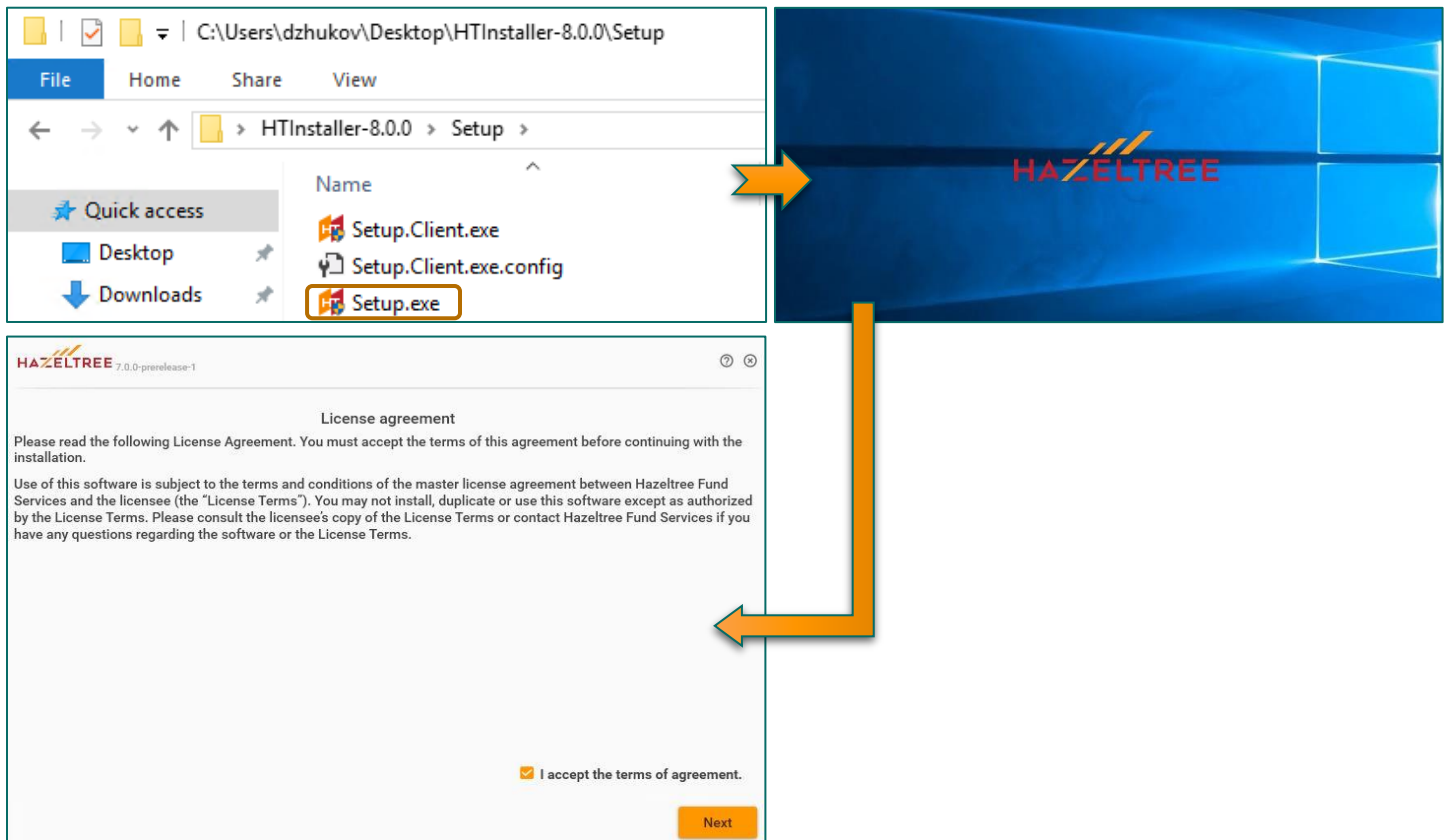 C:\Users\dzhukov\Desktop\HTInstaller-8.0.0\Setup
File Home Share View
HTInstaller-8.0.0 > Setup >
Name
Quick access
Setup.Client.exe
Desktop
Setup.Client.exe.config
Downloads
Setup.exe
HAZELTREE
HAZELTREE 7.0.0-prerelease-1
License agreement
Please read the following License Agreement. You must accept the terms of this agreement before continuing with the
installation.
Use of this software is subject to the terms and conditions of the master license agreement between Hazeltree Fund
Services and the licensee (the “License Terms”). You may not install, duplicate or use this software except as authorized
by the License Terms. Please consult the licensee’s copy of the License Terms or contact Hazeltree Fund Services if you
have any questions regarding the software or the License Terms.
I accept the terms of agreement.
Next